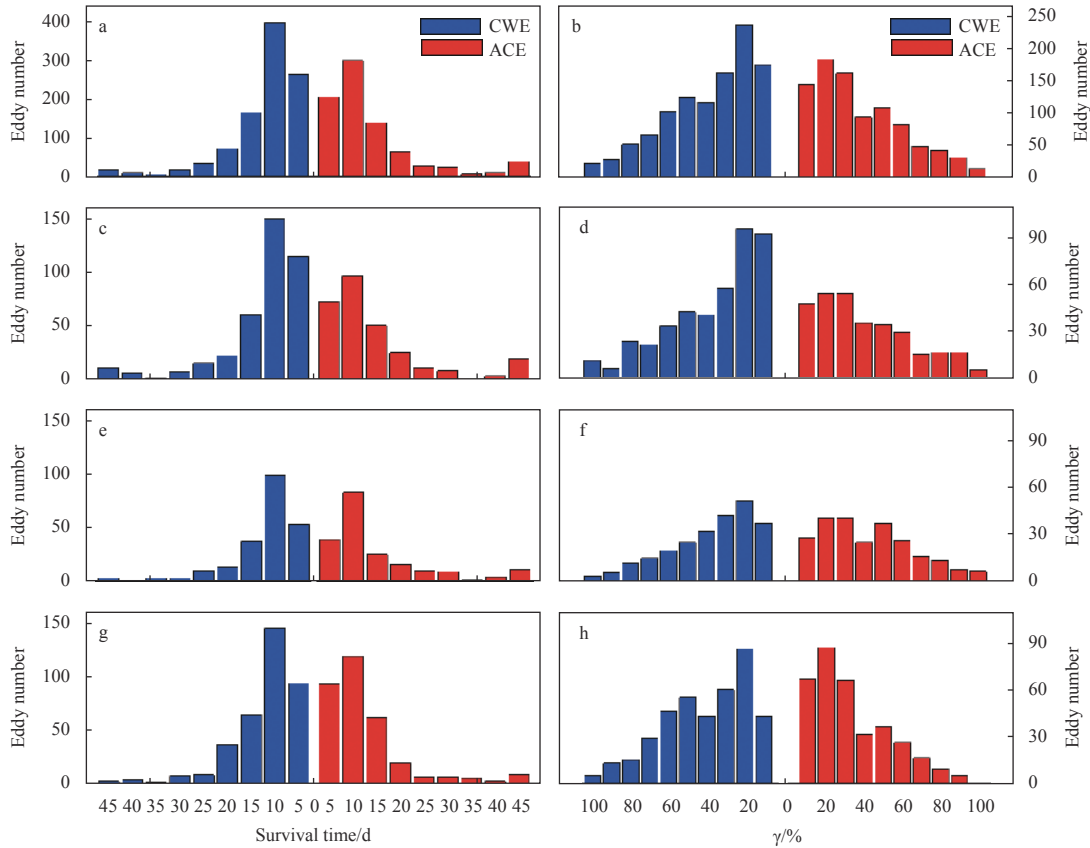 a
CWE
ACE
Eddy number
400
300
200
100
0
b
CWE
ACE
250
200
150
100
50
0
Eddy number
c
Eddy number
150
100
50
0
d
90
60
30
0
Eddy number
e
Eddy number
150
100
50
0
f
90
60
30
0
Eddy number
g
Eddy number
150
100
50
0
h
90
60
30
0
Eddy number
45 40 35 30 25 20 15 10 5 0 5 10 15 20 25 30 35 40 45
Survival time/d
100 80 60 40 20 0 20 40 60 80 100
γ/%